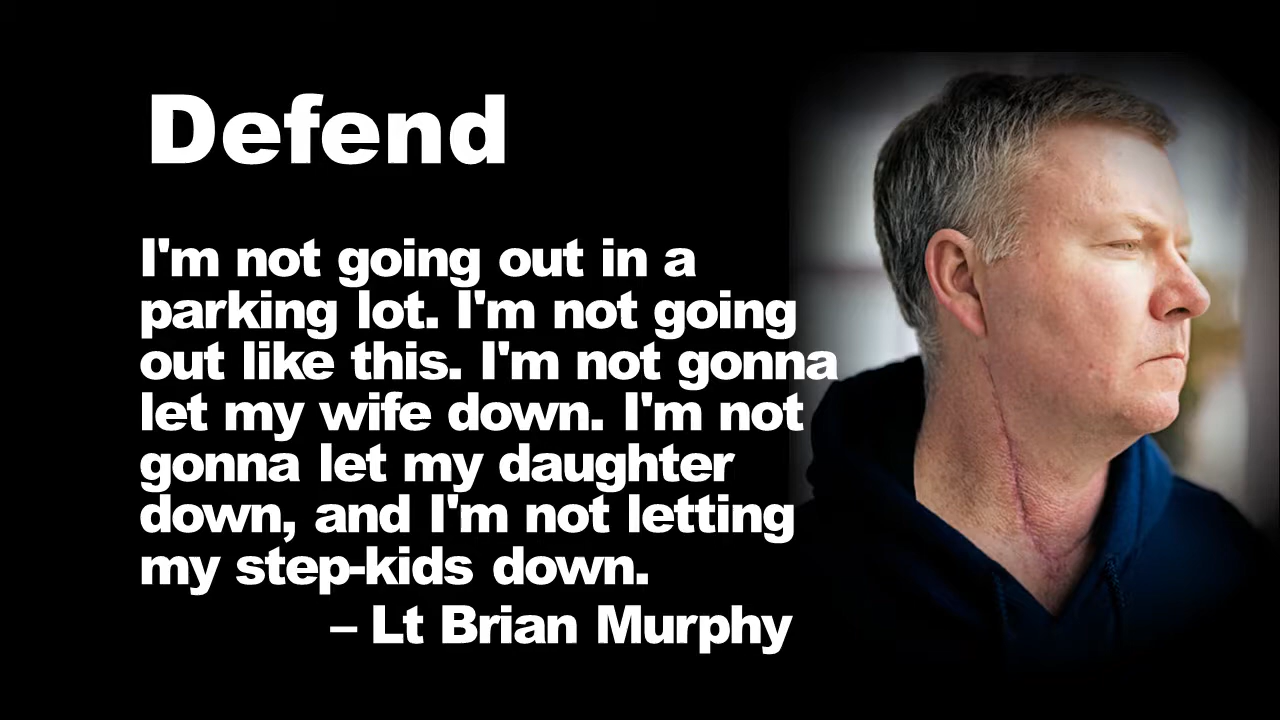 Defend
I'm not going out in a
parking lot. I'm not going
out like this. I'm not gonna
let my wife down. I'm not
gonna let my daughter
down, and I'm not letting
my step-kids down.
– Lt Brian Murphy